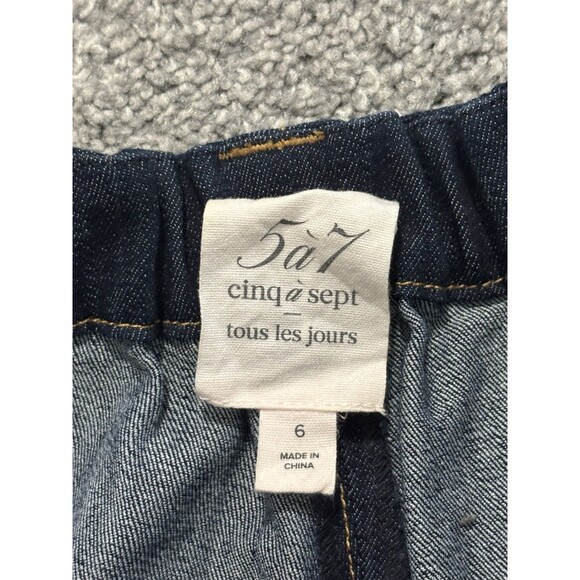 5à7
cinq à sept
tous les jours
6
MADE IN
CHINA